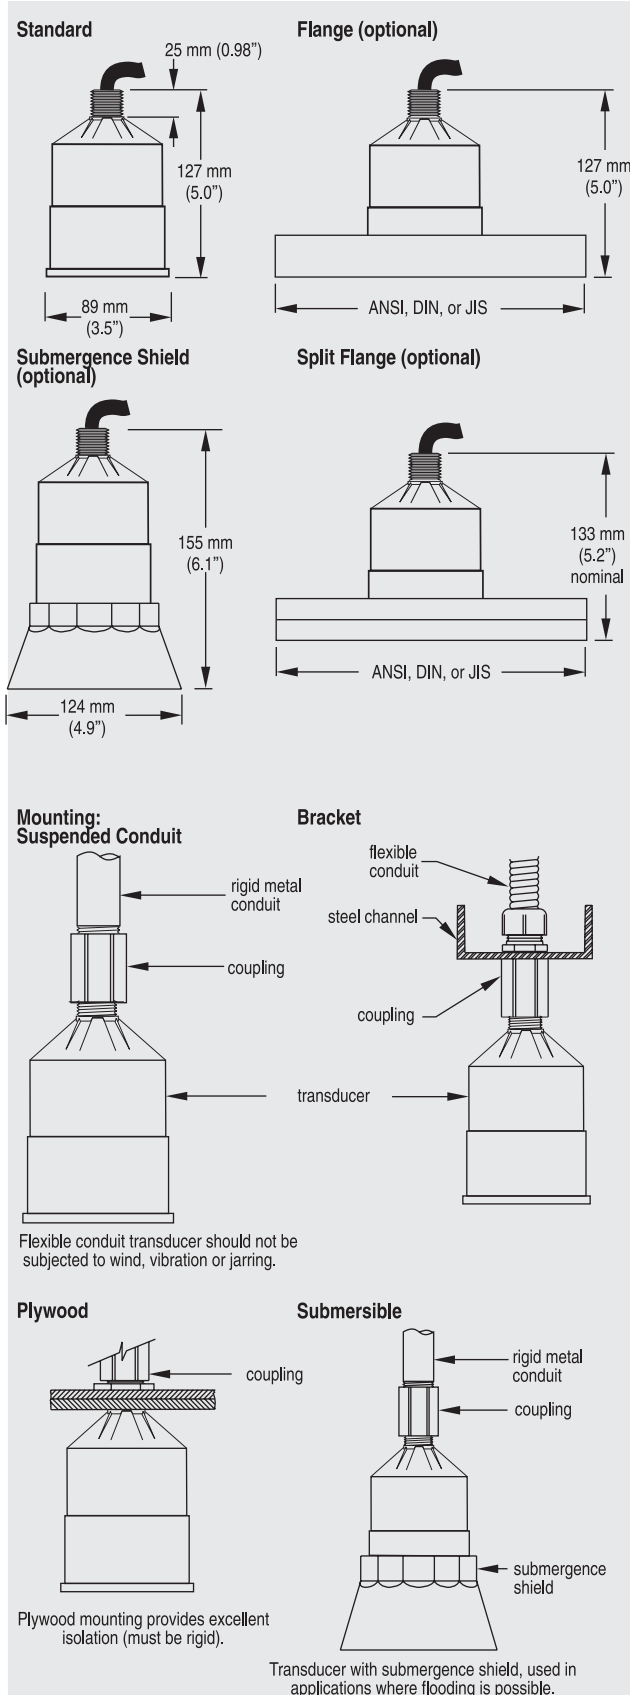 Standard
25 mm (0.98”)
127 mm
(5.0”)
89 mm
(3.5”)
Flange (optional)
127 mm
(5.0”)
ANSI, DIN, or JIS
Submergence Shield
(optional)
155 mm
(6.1”)
124 mm
(4.9”)
Split Flange (optional)
133 mm
(5.2”)
nominal
ANSI, DIN, or JIS
Mounting:
Suspended Conduit
rigid metal
conduit
coupling
Bracket
flexible
conduit
steel channel
coupling
transducer
Flexible conduit transducer should not be
subjected to wind, vibration or jarring.
Plywood
coupling
Plywood mounting provides excellent
isolation (must be rigid).
Submersible
rigid metal
conduit
coupling
submergence
shield
Transducer with submergence shield, used in
applications where flooding is possible.